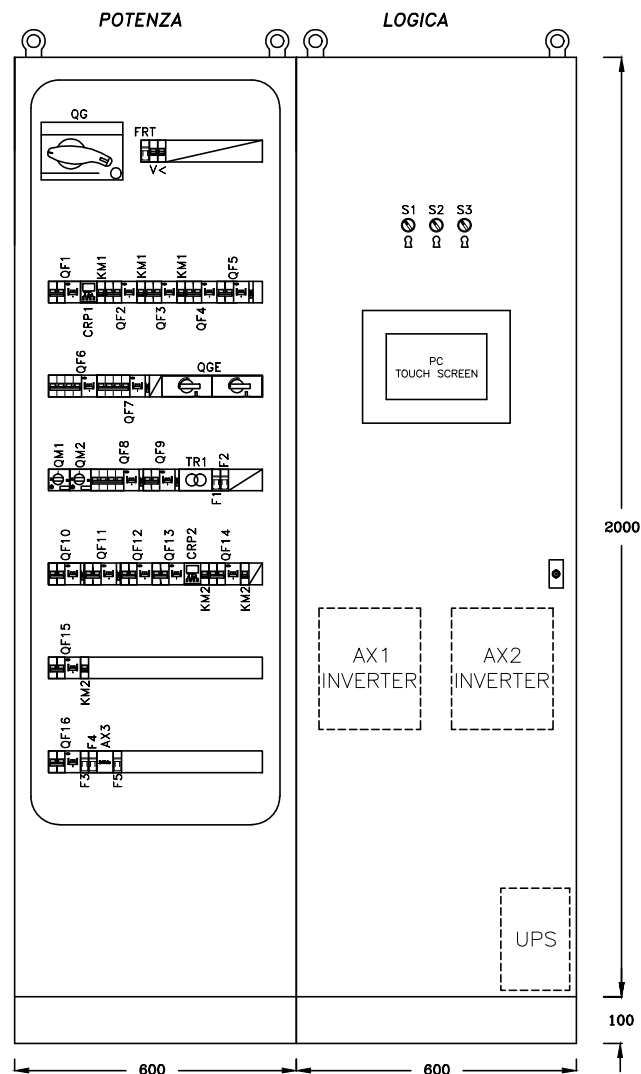 POTENZA
LOGICA
QG
FRT
V<
S1 S2 S3
QF1 KM1 KM1 KM1 QF5
CRP1 QF2 QF3 QF4
PC
TOUCH SCREEN
QF6 QGE
QF7
QM1 QM2 QF8 QF9 TR1 F2
F1
2000
QF10 QF11 QF12 QF13 CRP2 QF14
KM2 KM2
QF15
KM2
AX1
INVERTER
AX2
INVERTER
QF16 F4 AX3
F3 F5
UPS
100
600
600